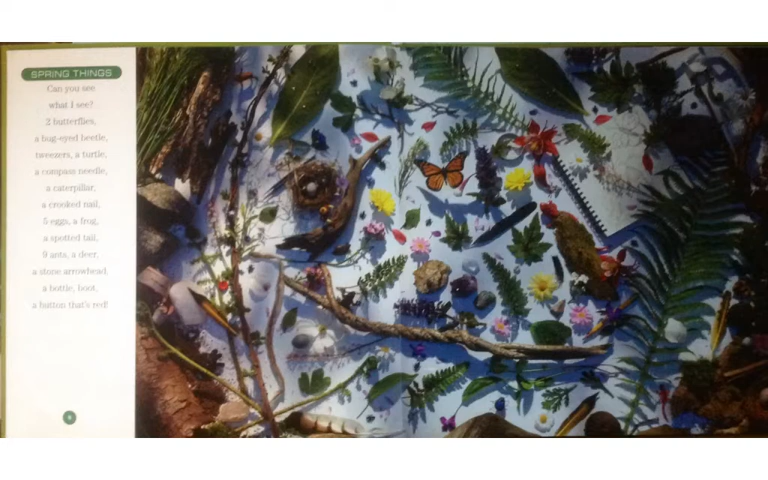 SPRING THINGS
Can you see
what I see?
2 butterflies,
a bug-eyed beetle,
tweezers, a turtle,
a compass needle,
a caterpillar,
a crooked nail,
5 eggs, a frog,
a spotted tail,
9 ants, a deer,
a stone arrowhead,
a bottle, boot,
a button that's red!